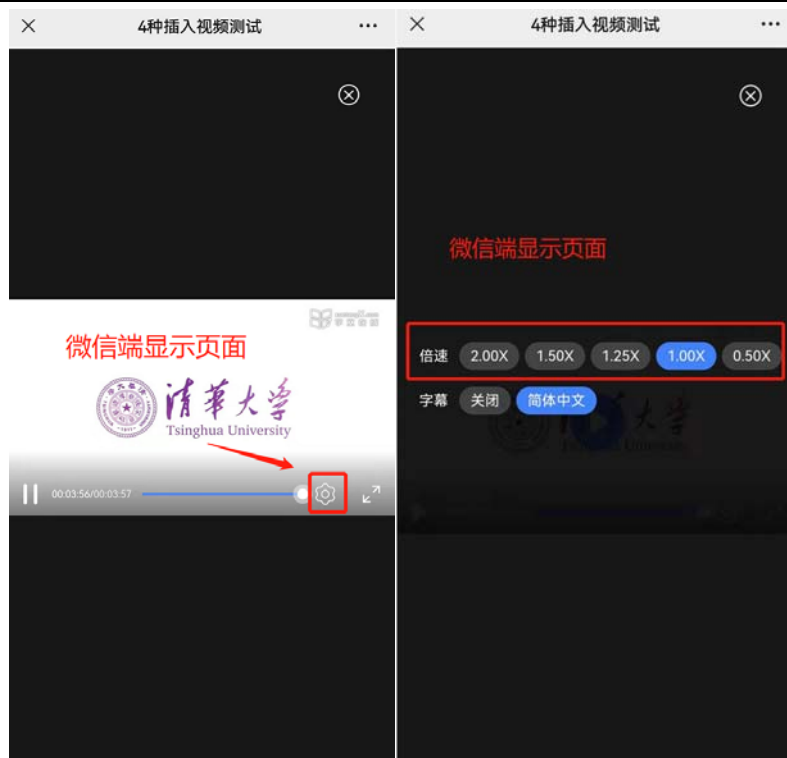 4种插入视频测试
微信端显示页面
清华大学
Tsinghua University
00:03:56/00:03:57
4种插入视频测试
微信端显示页面
倍速 2.00X 1.50X 1.25X 1.00X 0.50X
字幕 关闭 简体中文
大学